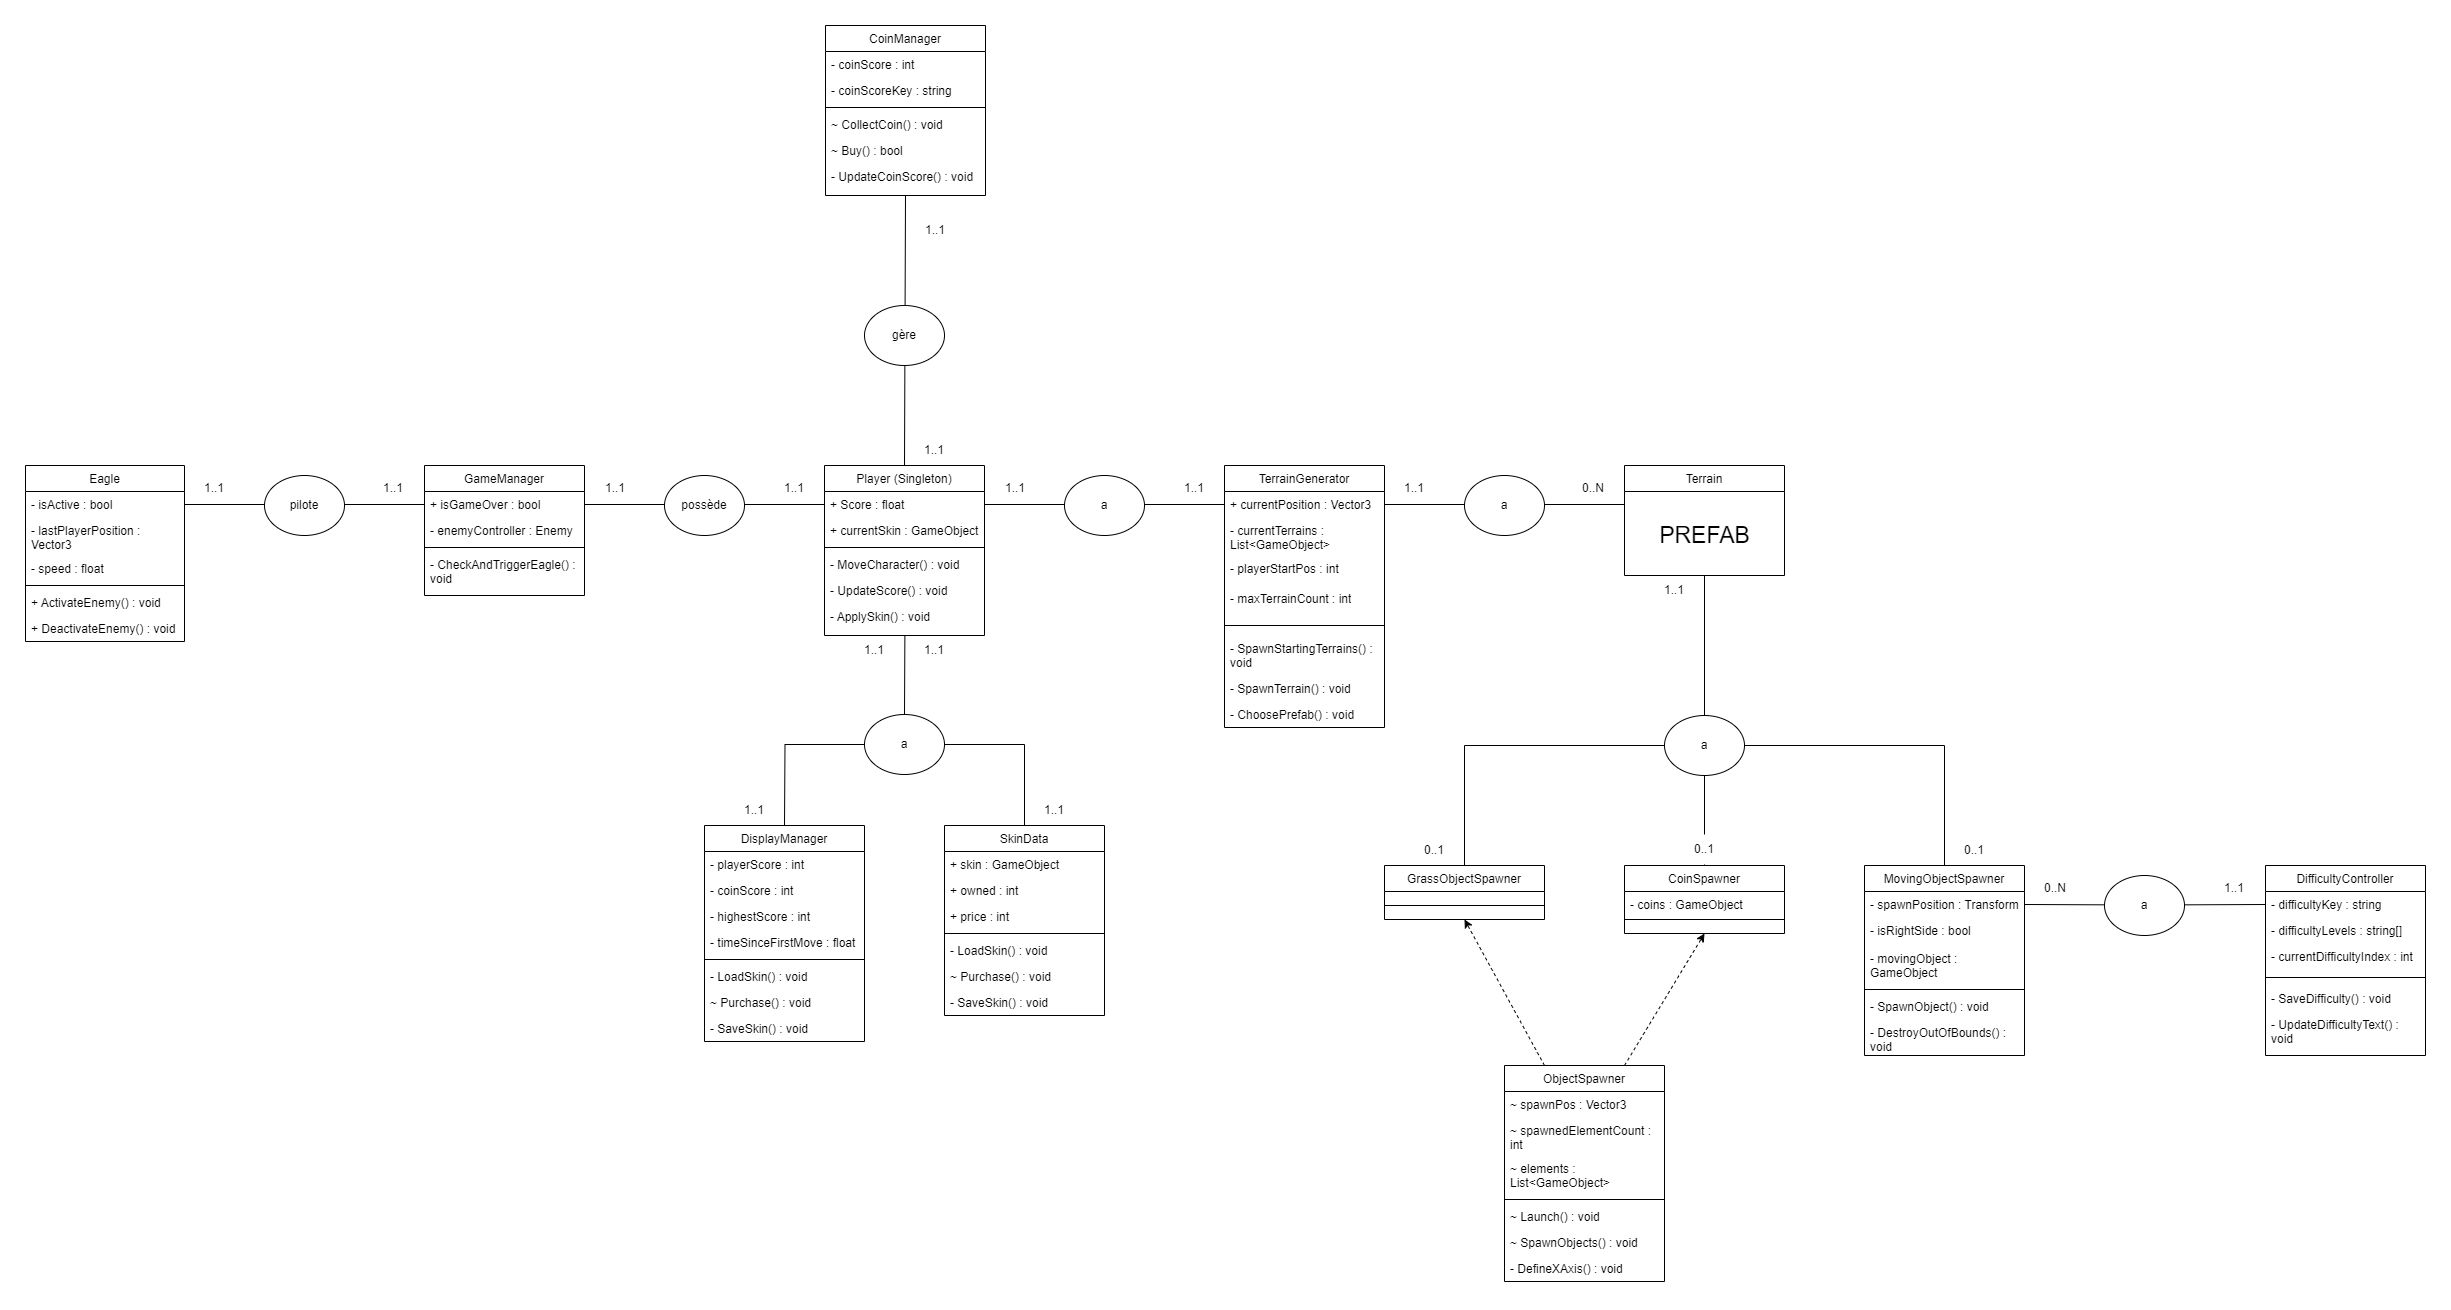 CoinManager
- coinScore : int
- coinScoreKey : string
~ CollectCoin() : void
~ Buy() : bool
- UpdateCoinScore() : void
1..1
gère
1..1
Eagle
- isActive : bool
- lastPlayerPosition :
Vector3
- speed : float
+ ActivateEnemy() : void
+ DeactivateEnemy() : void
1..1
pilote
1..1
GameManager
+ isGameOver : bool
- enemyController : Enemy
- CheckAndTriggerEagle() :
void
1..1
possède
1..1
Player (Singleton)
+ Score : float
+ currentSkin : GameObject
- MoveCharacter() : void
- UpdateScore() : void
- ApplySkin() : void
1..1
a
1..1
TerrainGenerator
+ currentPosition : Vector3
- currentTerrains :
List<GameObject>
- playerStartPos : int
- maxTerrainCount : int
- SpawnStartingTerrains() :
void
- SpawnTerrain() : void
- ChoosePrefab() : void
1..1
a
0..N
Terrain
PREFAB
1..1
1..1
1..1
a
1..1
1..1
DisplayManager
- playerScore : int
- coinScore : int
- highestScore : int
- timeSinceFirstMove : float
- LoadSkin() : void
~ Purchase() : void
- SaveSkin() : void
SkinData
+ skin : GameObject
+ owned : int
+ price : int
- LoadSkin() : void
~ Purchase() : void
- SaveSkin() : void
a
0..1
0..1
0..1
GrassObjectSpawner
CoinSpawner
- coins : GameObject
MovingObjectSpawner
- spawnPosition : Transform
- isRightSide : bool
- movingObject :
GameObject
- SpawnObject() : void
- DestroyOutOfBounds() :
void
0..N
a
1..1
DifficultyController
- difficultyKey : string
- difficultyLevels : string[]
- currentDifficultyIndex : int
- SaveDifficulty() : void
- UpdateDifficultyText() :
void
ObjectSpawner
~ spawnPos : Vector3
~ spawnedElementCount :
int
~ elements :
List<GameObject>
~ Launch() : void
~ SpawnObjects() : void
- DefineXAxis() : void